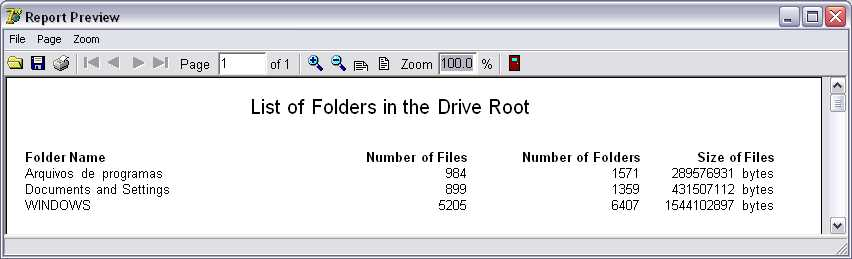 Report Preview
File Page Zoom
Page 1 of 1 Zoom 100.0 %
List of Folders in the Drive Root
Folder Name Number of Files Number of Folders Size of Files
Arquivos de programas 984 1571 289576931 bytes
Documents and Settings 899 1359 431507112 bytes
WINDOWS 5205 6407 1544102897 bytes